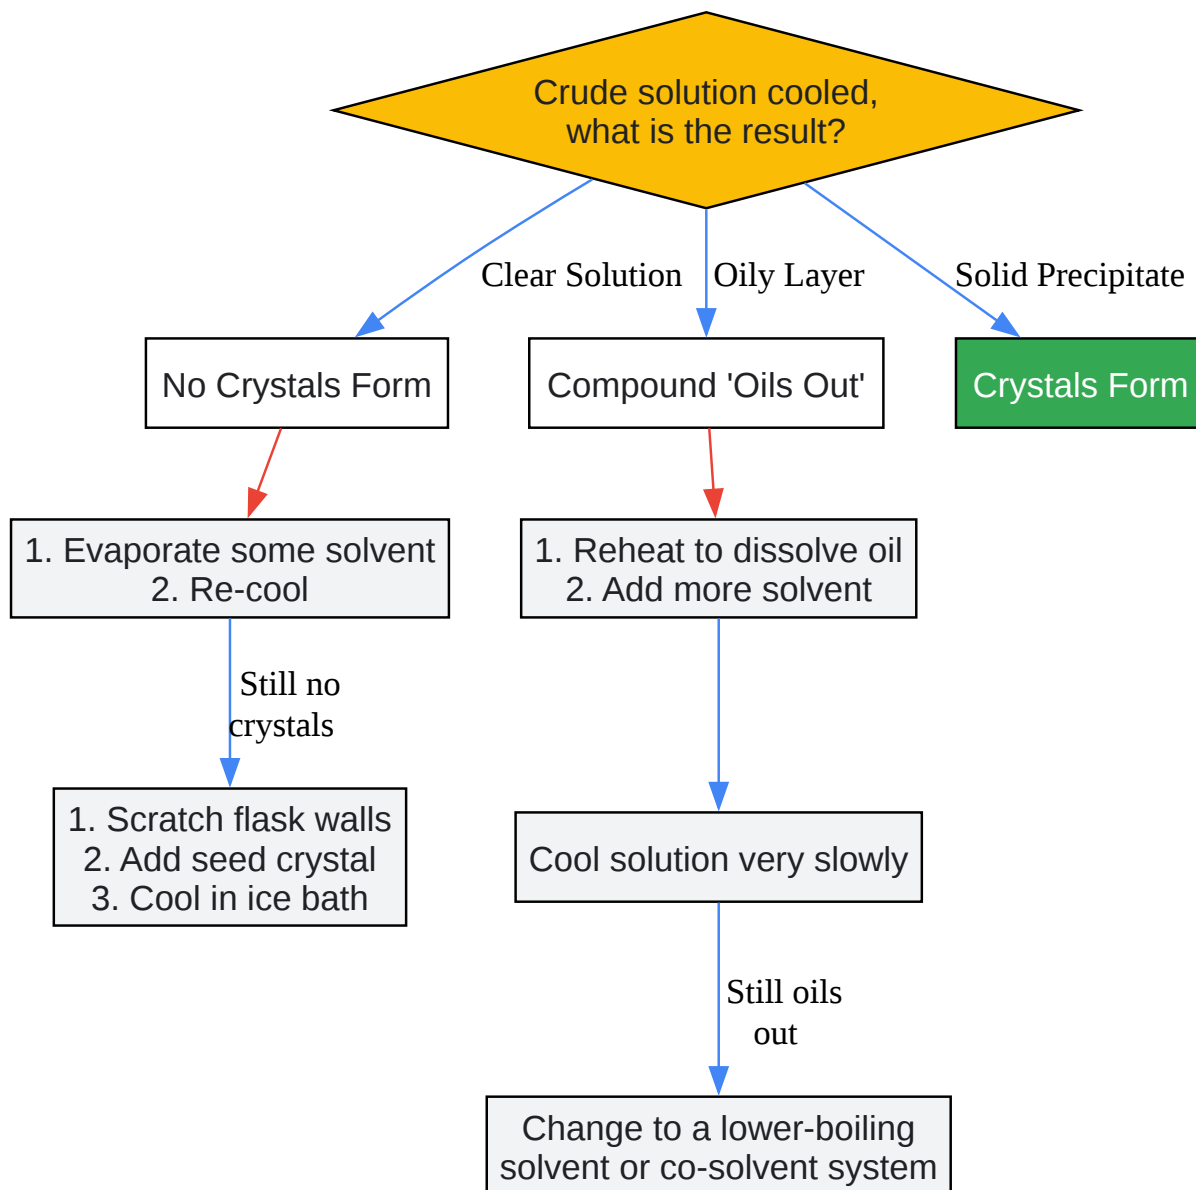 Crude solution cooled,
what is the result?
Clear Solution
Oily Layer
Solid Precipitate
No Crystals Form
Compound 'Oils Out'
Crystals Form
1. Evaporate some solvent
2. Re-cool
1. Reheat to dissolve oil
2. Add more solvent
Still no
crystals
1. Scratch flask walls
2. Add seed crystal
3. Cool in ice bath
Cool solution very slowly
Still oils
out
Change to a lower-boiling
solvent or co-solvent system